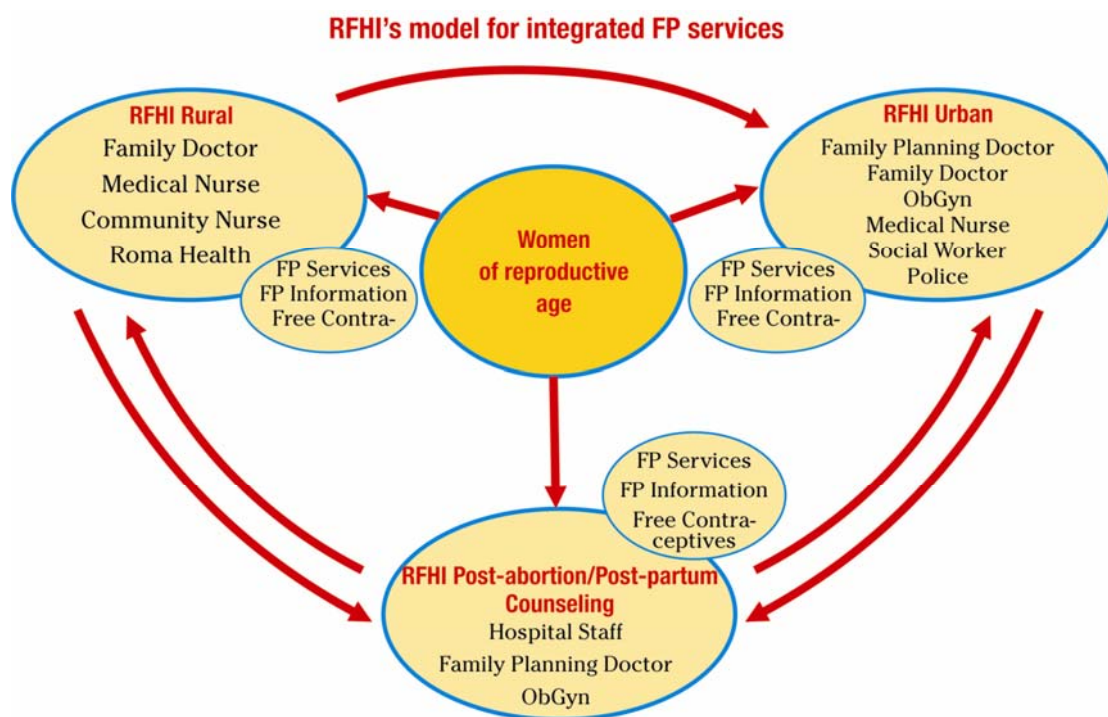 RFHI's model for integrated FP services
RFHI Rural
Family Doctor
Medical Nurse
Community Nurse
Roma Health
FP Services
FP Information
Free Contra-
Women
of reproductive
age
RFHI Urban
Family Planning Doctor
Family Doctor
ObGyn
Medical Nurse
Social Worker
Police
FP Services
FP Information
Free Contra-
FP Services
FP Information
Free Contra-
ceptives
RFHI Post-abortion/Post-partum
Counseling
Hospital Staff
Family Planning Doctor
ObGyn